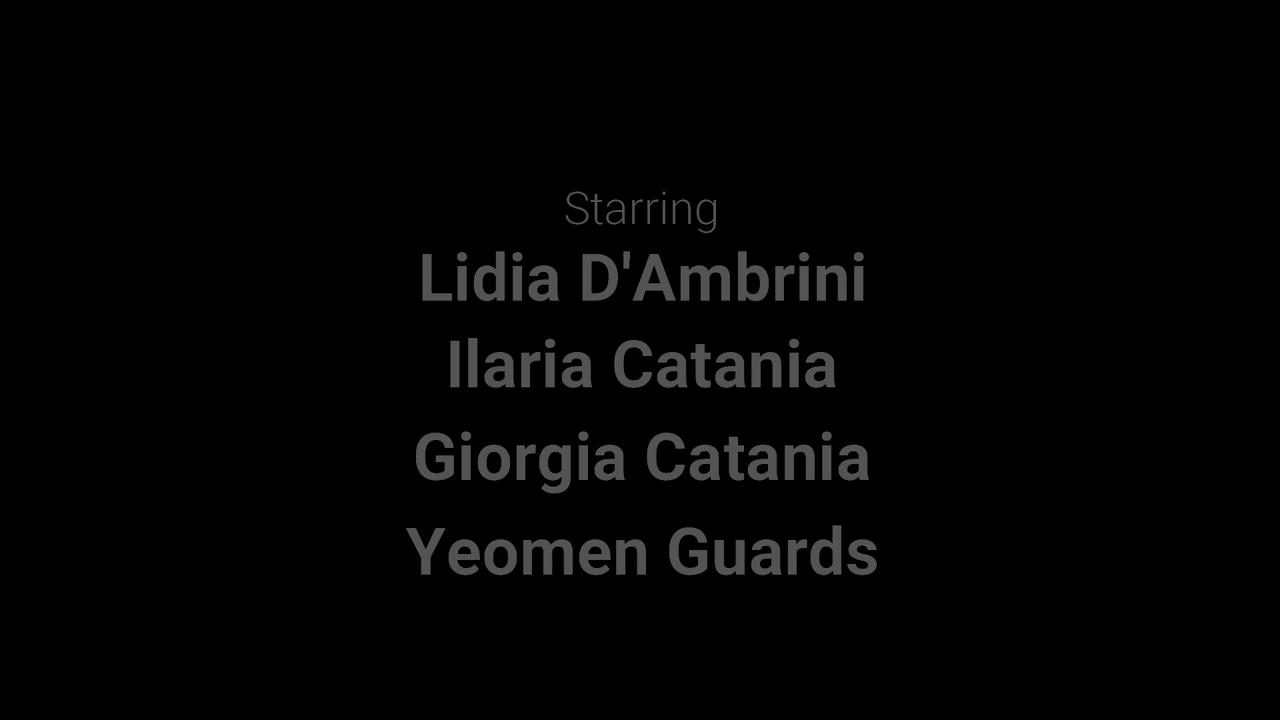 Starring
Lidia D'Ambrini
Ilaria Catania
Giorgia Catania
Yeomen Guards